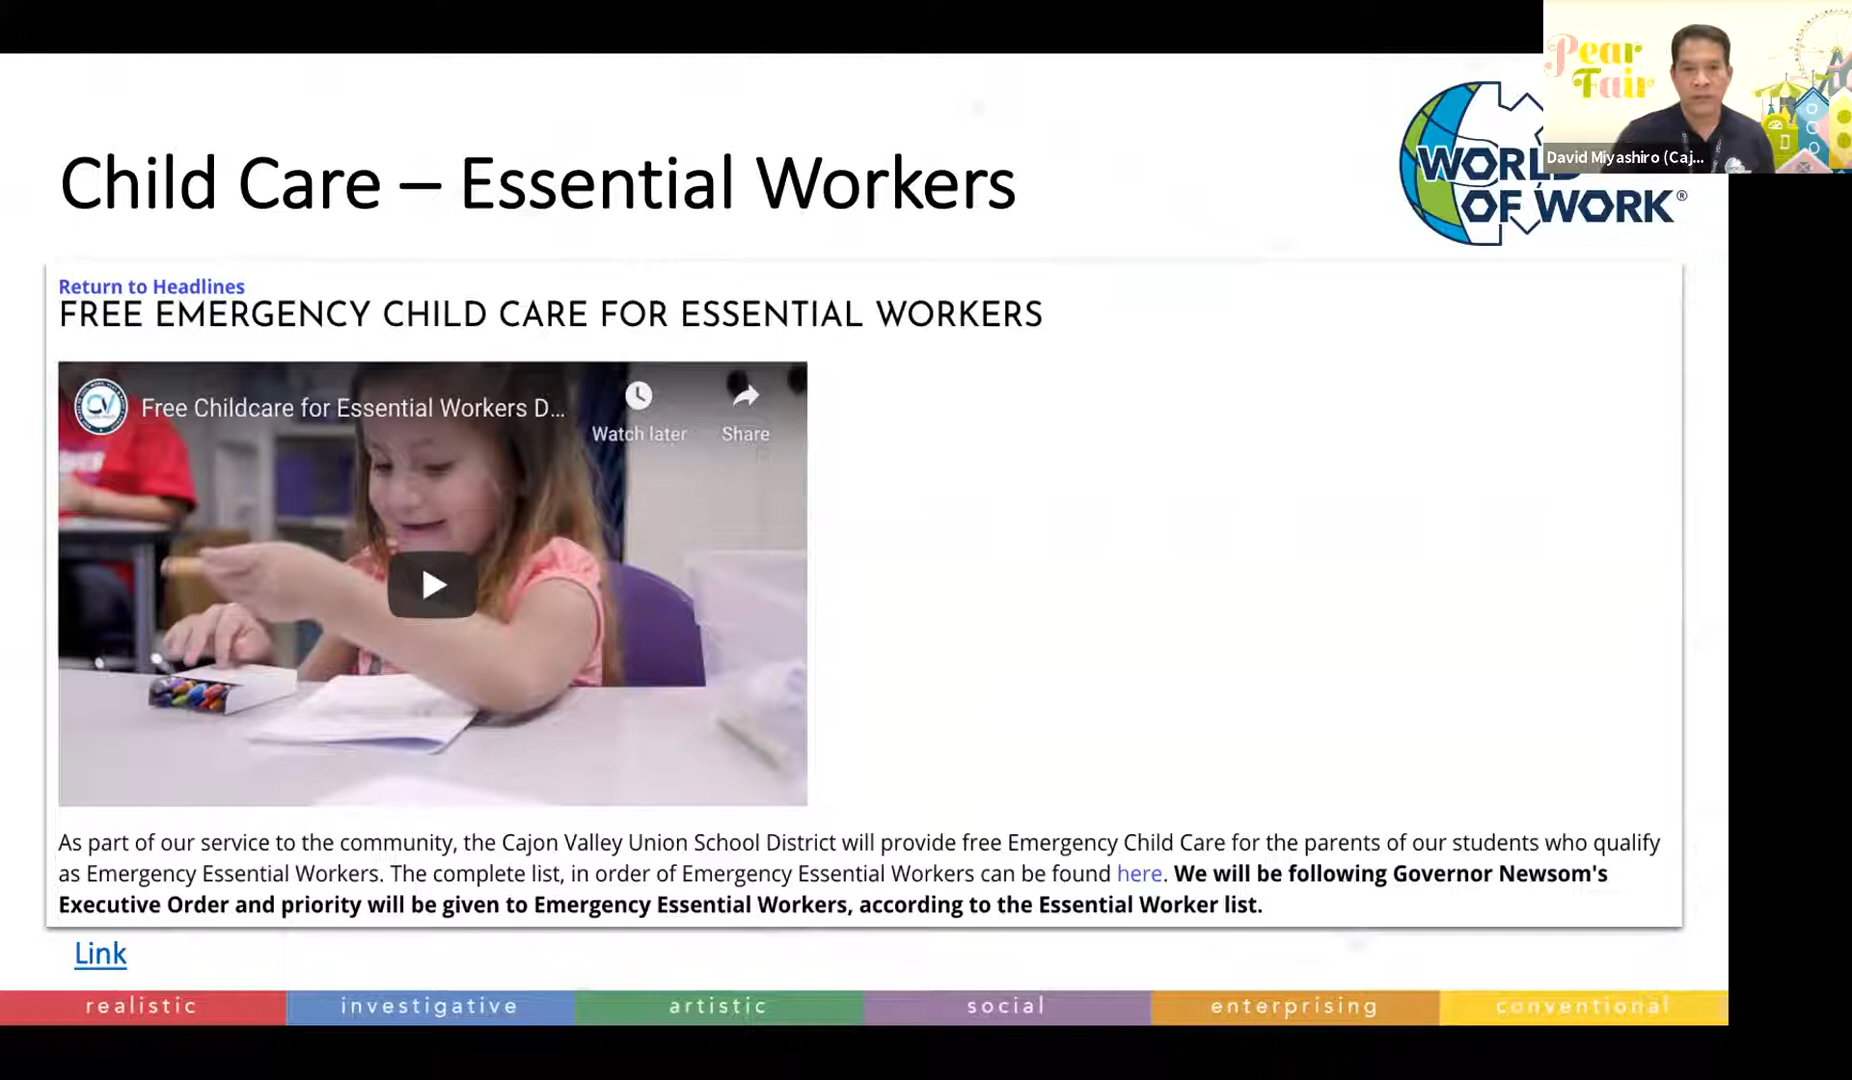 Pear
Fair
David Miyashiro (Caj...
WORLD
OF WORK®
Child Care – Essential Workers
Return to Headlines
FREE EMERGENCY CHILD CARE FOR ESSENTIAL WORKERS
CV
Free Childcare for Essential Workers D...
Watch later
Share
As part of our service to the community, the Cajon Valley Union School District will provide free Emergency Child Care for the parents of our students who qualify
as Emergency Essential Workers. The complete list, in order of Emergency Essential Workers can be found here. We will be following Governor Newsom's
Executive Order and priority will be given to Emergency Essential Workers, according to the Essential Worker list.
Link
realistic
investigative
artistic
social
enterprising
conventional